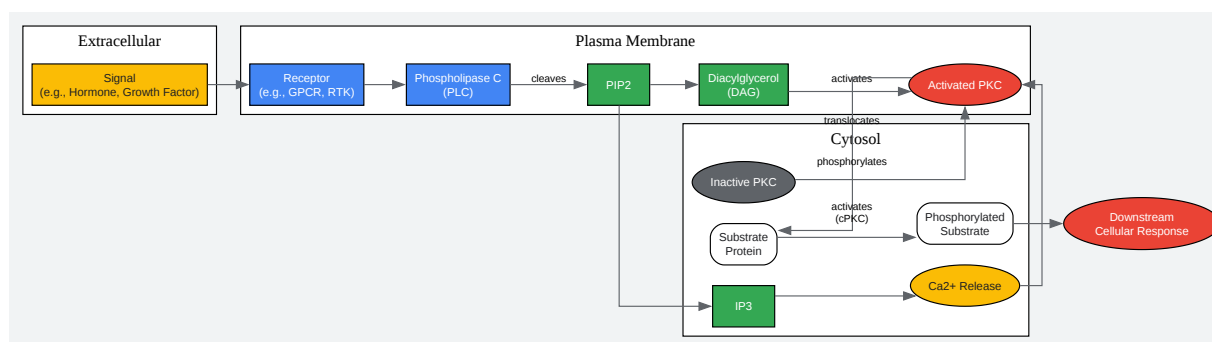 Extracellular
Plasma Membrane
Signal
(e.g., Hormone, Growth Factor)
Receptor
(e.g., GPCR, RTK)
Phospholipase C
(PLC)
cleaves
PIP2
Diacylglycerol
(DAG)
activates
Activated PKC
translocates
Cytosol
phosphorylates
Inactive PKC
activates
(cPKC)
Substrate
Protein
Phosphorylated
Substrate
Downstream
Cellular Response
Ca2+ Release
IP3